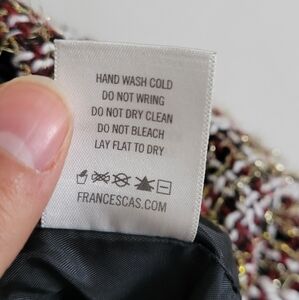 HAND WASH COLD
DO NOT WRING
DO NOT DRY CLEAN
DO NOT BLEACH
LAY FLAT TO DRY
FRANCESCAS.COM